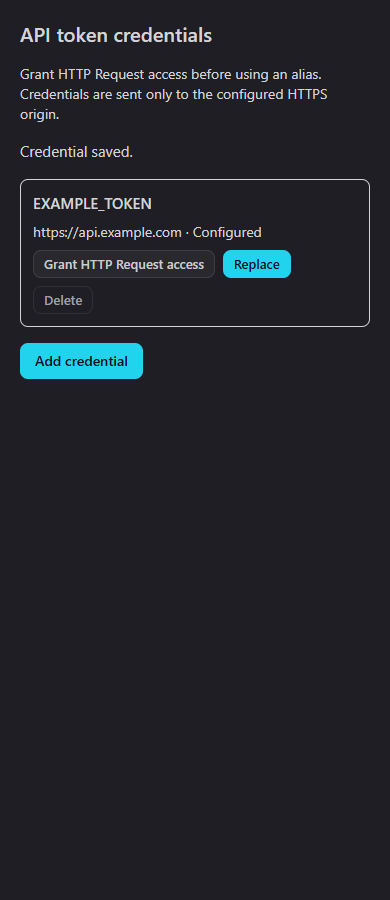 API token credentials
Grant HTTP Request access before using an alias.
Credentials are sent only to the configured HTTPS
origin.
Credential saved.
EXAMPLE_TOKEN
https://api.example.com · Configured
Grant HTTP Request access
Replace
Delete
Add credential